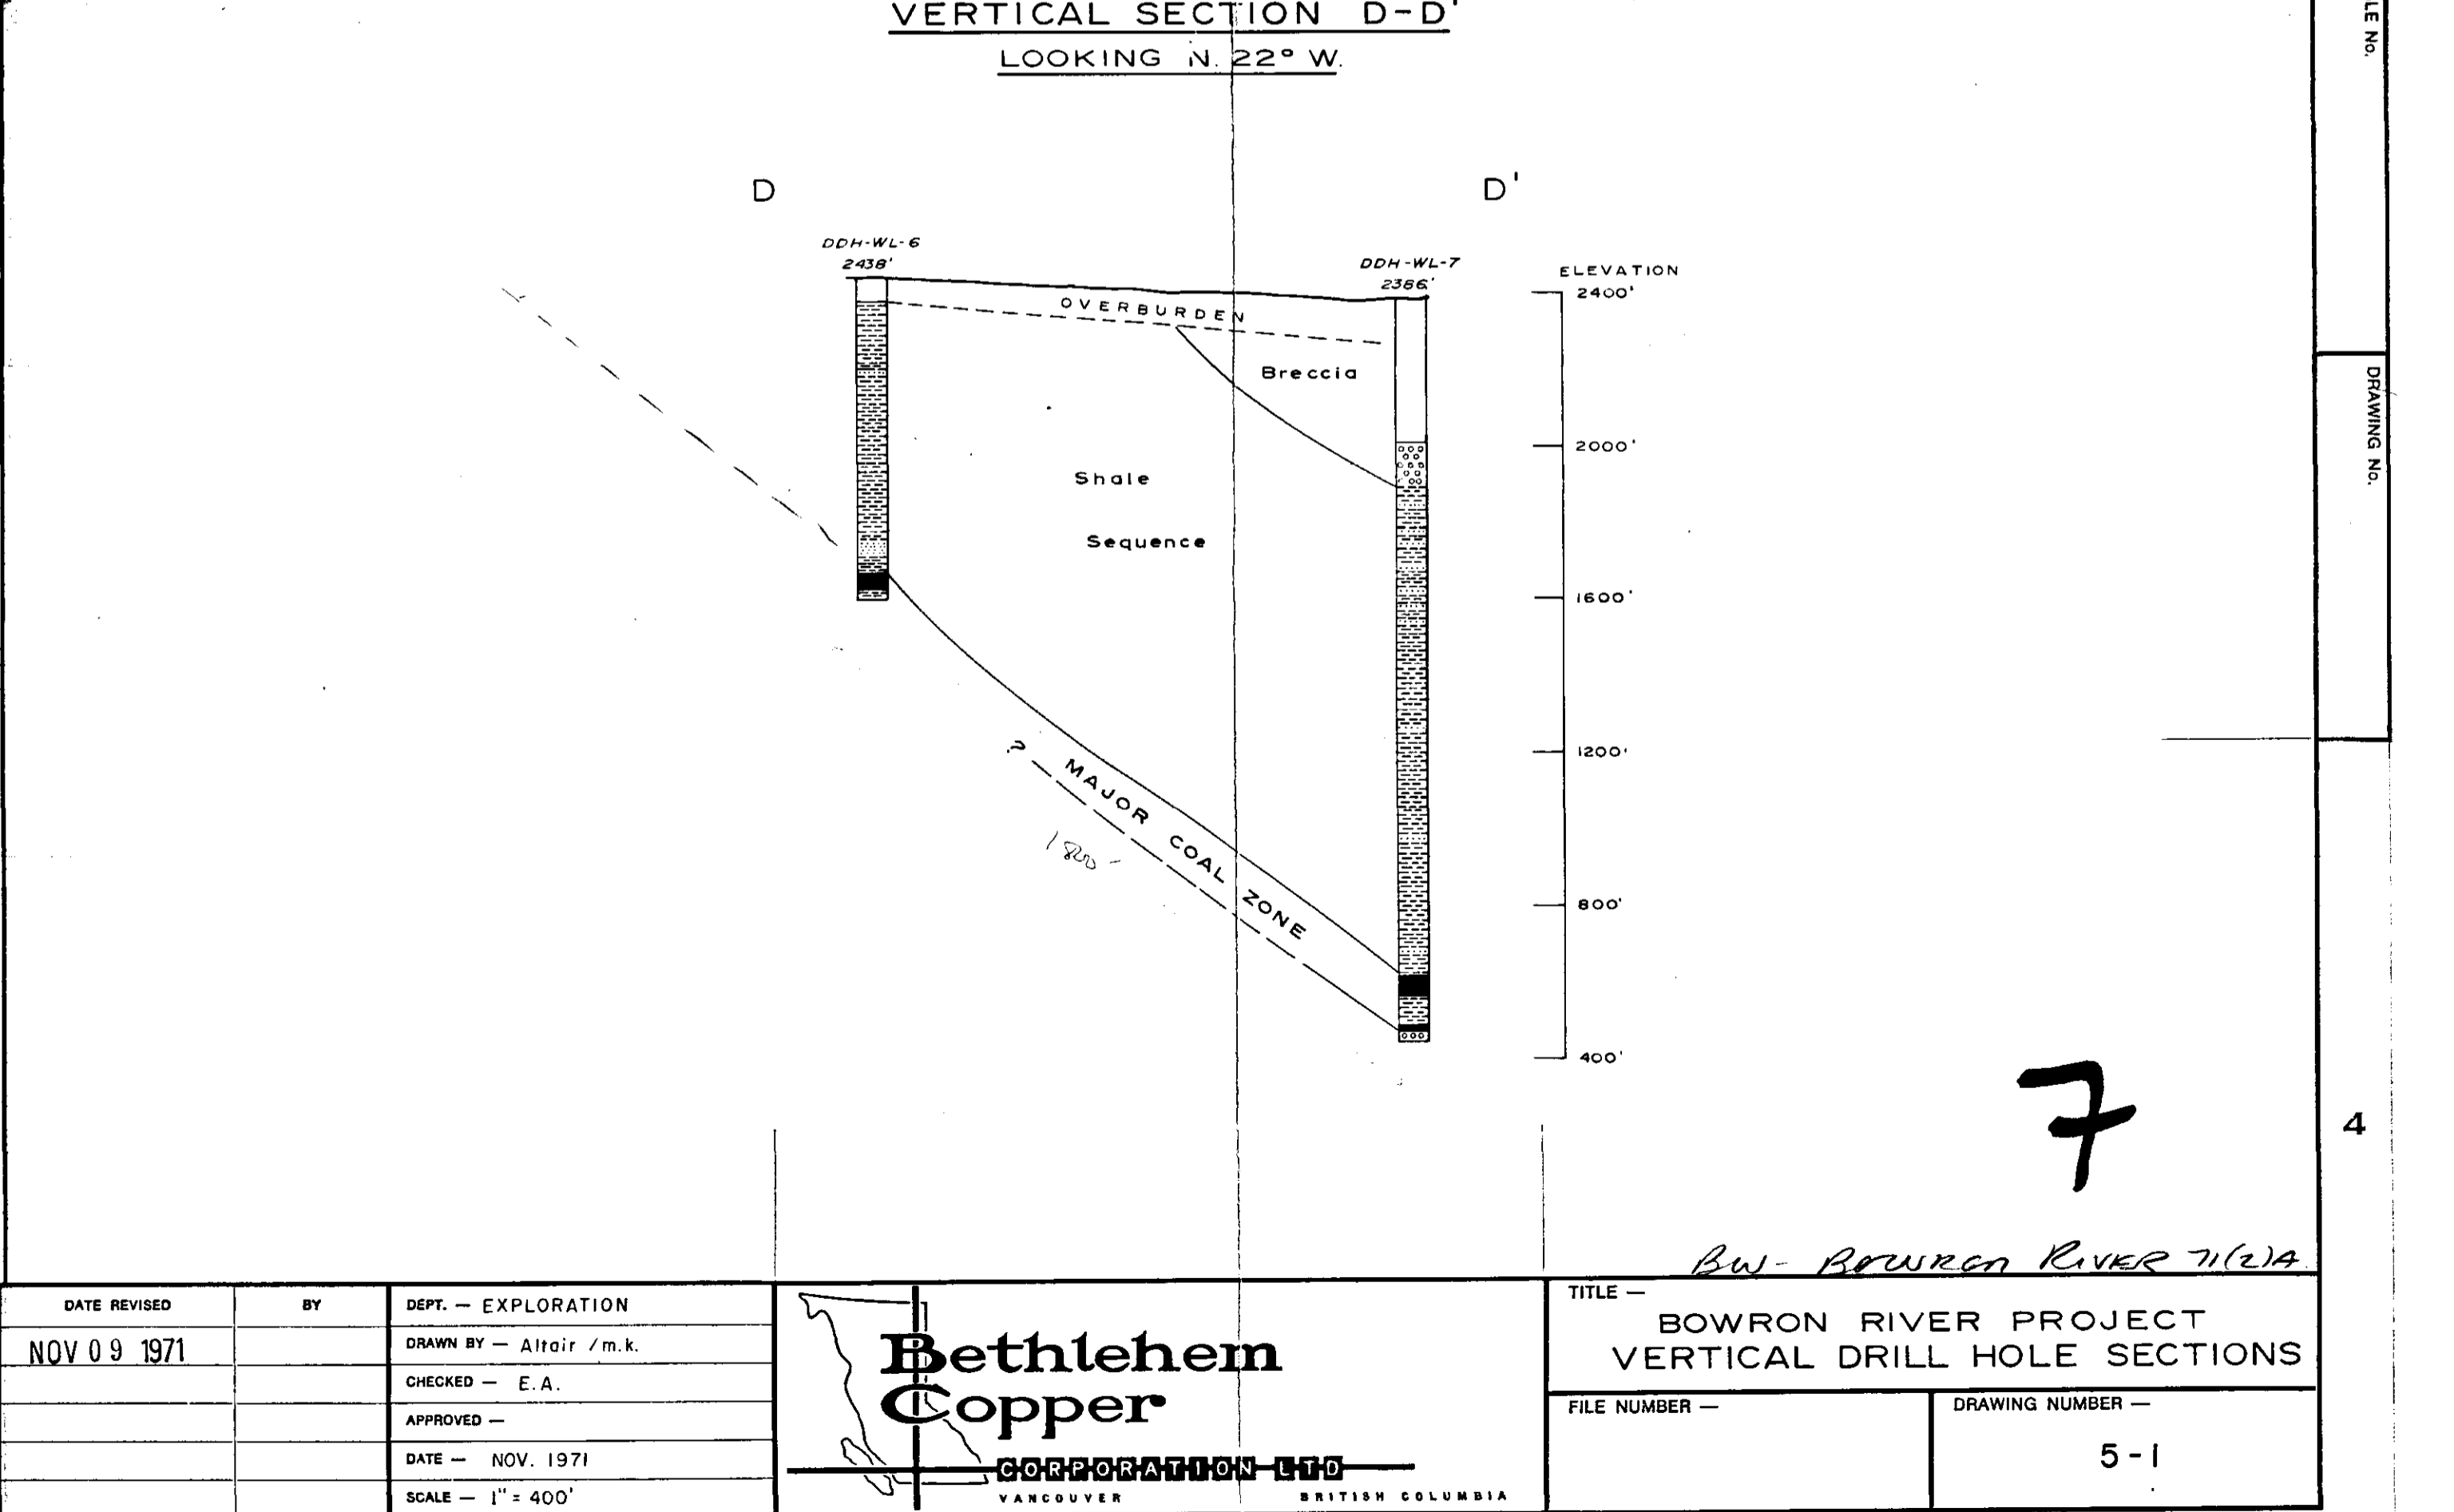 VERTICAL SECTION D-D'
LOOKING N. 22° W.
LE No.
DRAWING No.
D
D'
DDH-WL-6
2438'
DDH-WL-7
2386'
ELEVATION
2400'
2000'
1600'
1200'
800'
400'
OVERBURDEN
Breccia
Shale
Sequence
?
MAJOR COAL ZONE
1800'
7
4
BW- BOWRON RIVER 71(2)A
DATE REVISED
BY
NOV 09 1971
DEPT. — EXPLORATION
DRAWN BY — Altair /m.k.
CHECKED — E.A.
APPROVED —
DATE — NOV. 1971
SCALE — 1" = 400'
Bethlehem
Copper
CORPORATION LTD
VANCOUVER BRITISH COLUMBIA
TITLE —
BOWRON RIVER PROJECT
VERTICAL DRILL HOLE SECTIONS
FILE NUMBER —
DRAWING NUMBER —
5-1